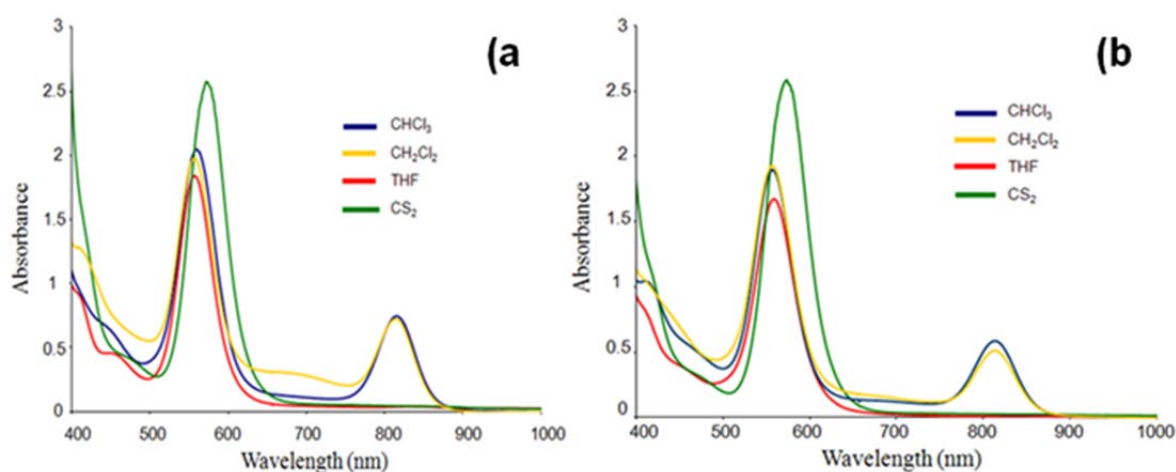 (a
3
2.5
2
1.5
1
0.5
0
Absorbance
CHCl₃
CH₂Cl₂
THF
CS₂
400 500 600 700 800 900 1000
Wavelength (nm)
(b
3
2.5
2
1.5
1
0.5
0
Absorbance
CHCl₃
CH₂Cl₂
THF
CS₂
400 500 600 700 800 900 1000
Wavelength (nm)